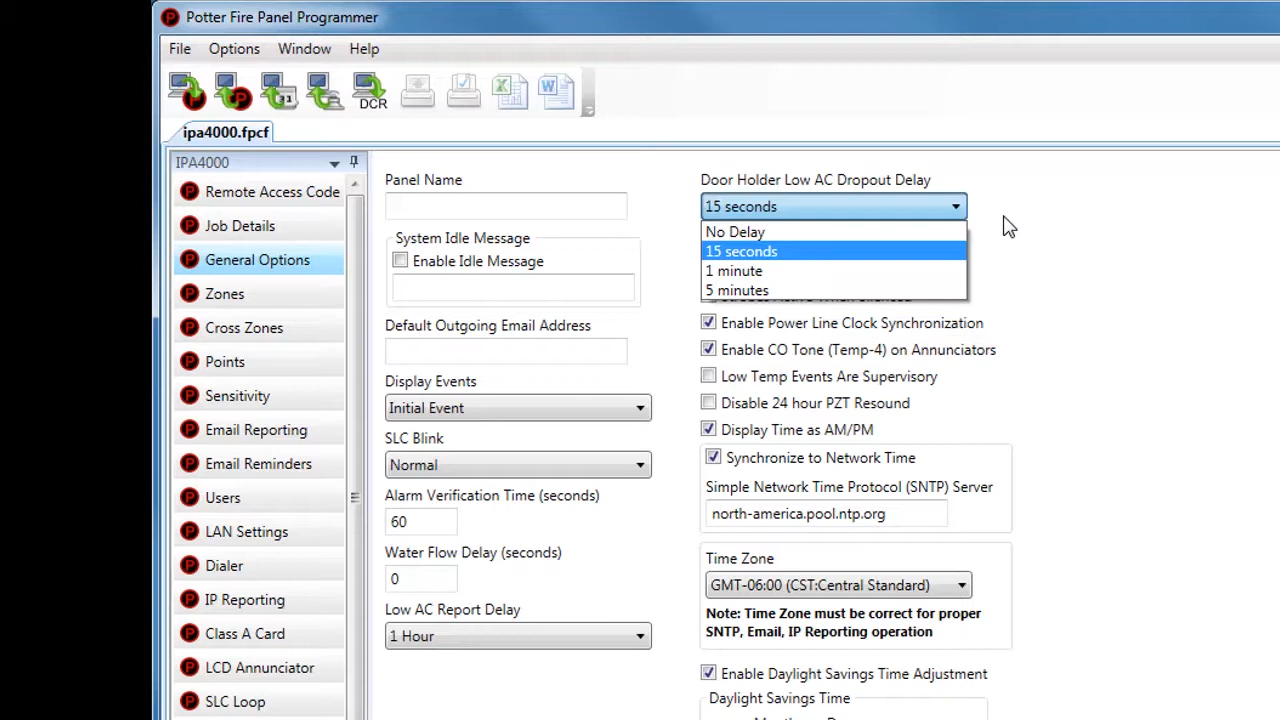 Potter Fire Panel Programmer
File Options Window Help
31 DCR
ipa4000.fpcf
IPA4000
Remote Access Code
Job Details
General Options
Zones
Cross Zones
Points
Sensitivity
Email Reporting
Email Reminders
Users
LAN Settings
Dialer
IP Reporting
Class A Card
LCD Annunciator
SLC Loop
Panel Name
System Idle Message
Enable Idle Message
Default Outgoing Email Address
Display Events
Initial Event
SLC Blink
Normal
Alarm Verification Time (seconds)
60
Water Flow Delay (seconds)
0
Low AC Report Delay
1 Hour
Door Holder Low AC Dropout Delay
15 seconds
No Delay
15 seconds
1 minute
5 minutes
Enable Power Line Clock Synchronization
Enable CO Tone (Temp-4) on Annunciators
Low Temp Events Are Supervisory
Disable 24 hour PZT Resound
Display Time as AM/PM
Synchronize to Network Time
Simple Network Time Protocol (SNTP) Server
north-america.pool.ntp.org
Time Zone
GMT-06:00 (CST:Central Standard)
Note: Time Zone must be correct for proper
SNTP, Email, IP Reporting operation
Enable Daylight Savings Time Adjustment
Daylight Savings Time